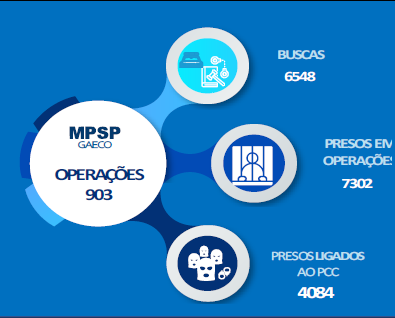 MPSP
GAECO
OPERAÇÕES
903
BUSCAS
6548
PRESOS EM
OPERAÇÕES
7302
PRESOS LIGADOS
AO PCC
4084